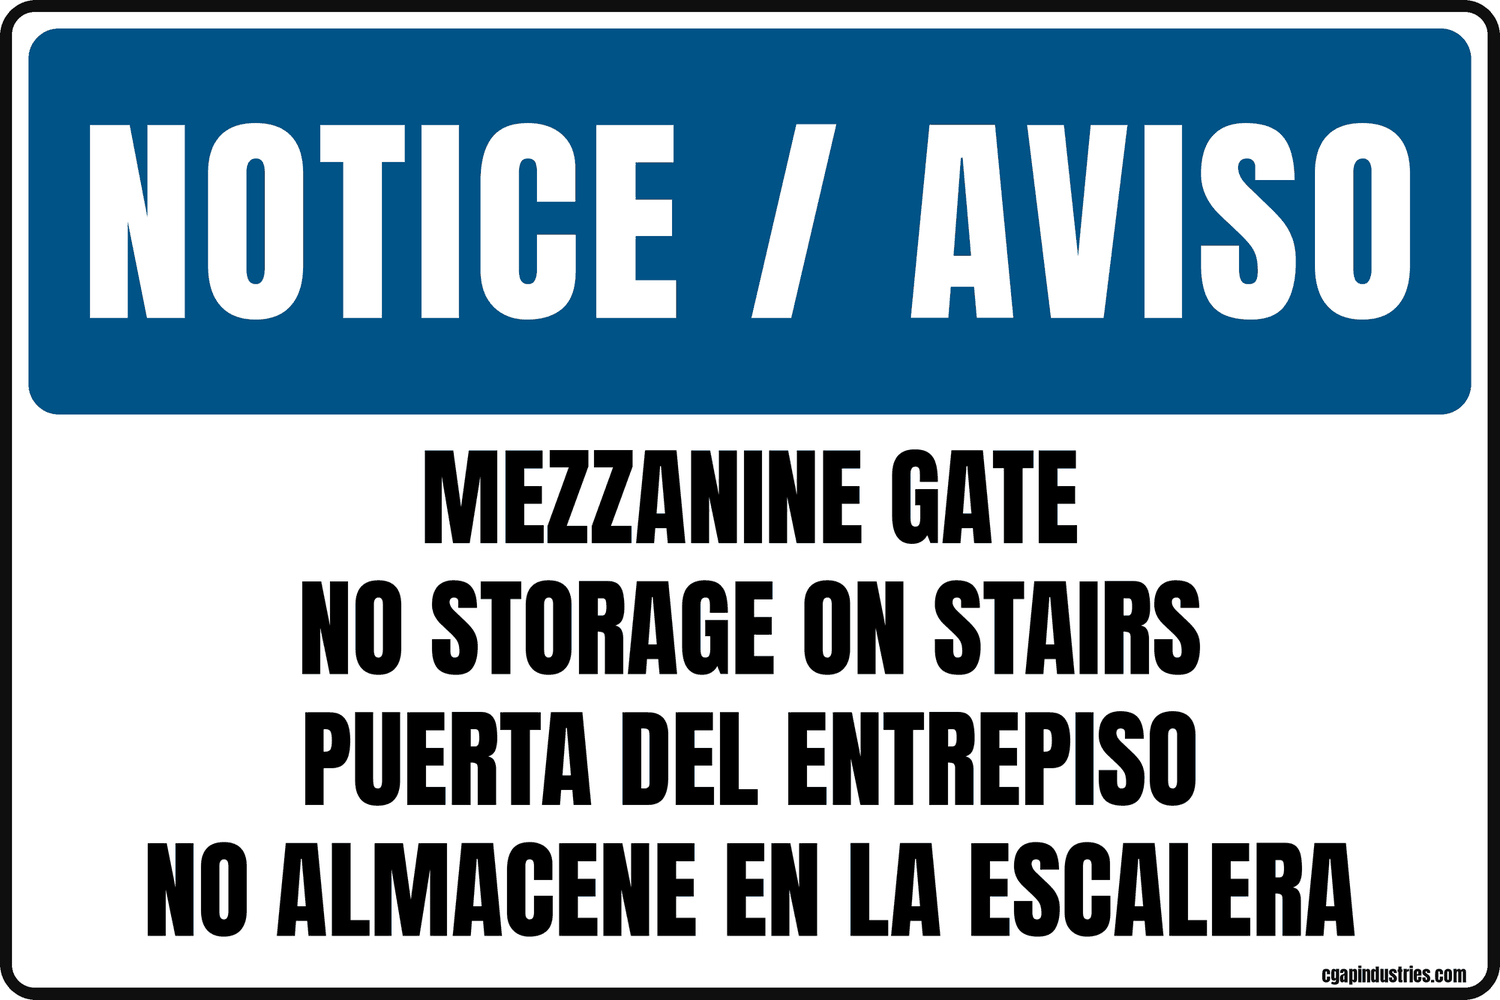 NOTICE / AVISO
MEZZANINE GATE
NO STORAGE ON STAIRS
PUERTA DEL ENTREPISO
NO ALMACENE EN LA ESCALERA
cgapindustries.com